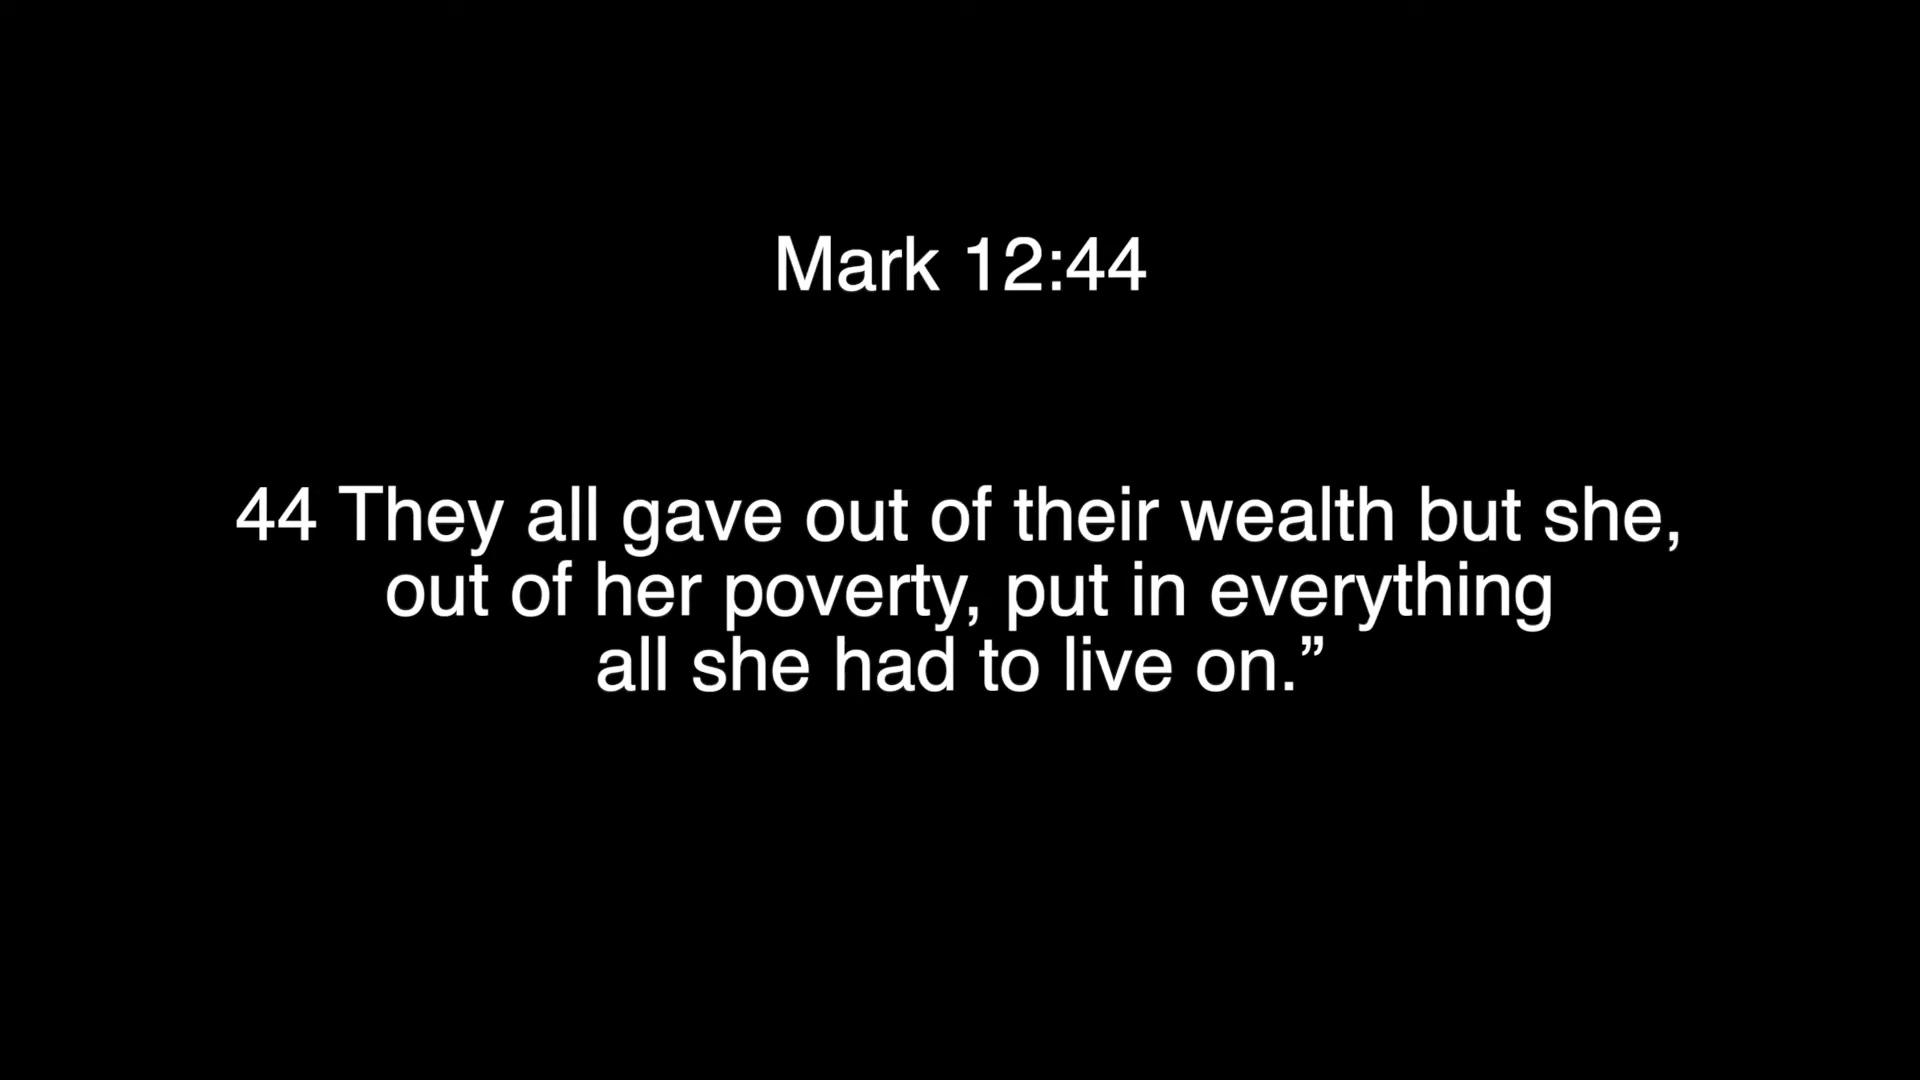 Mark 12:44
44 They all gave out of their wealth but she,
out of her poverty, put in everything
all she had to live on.”